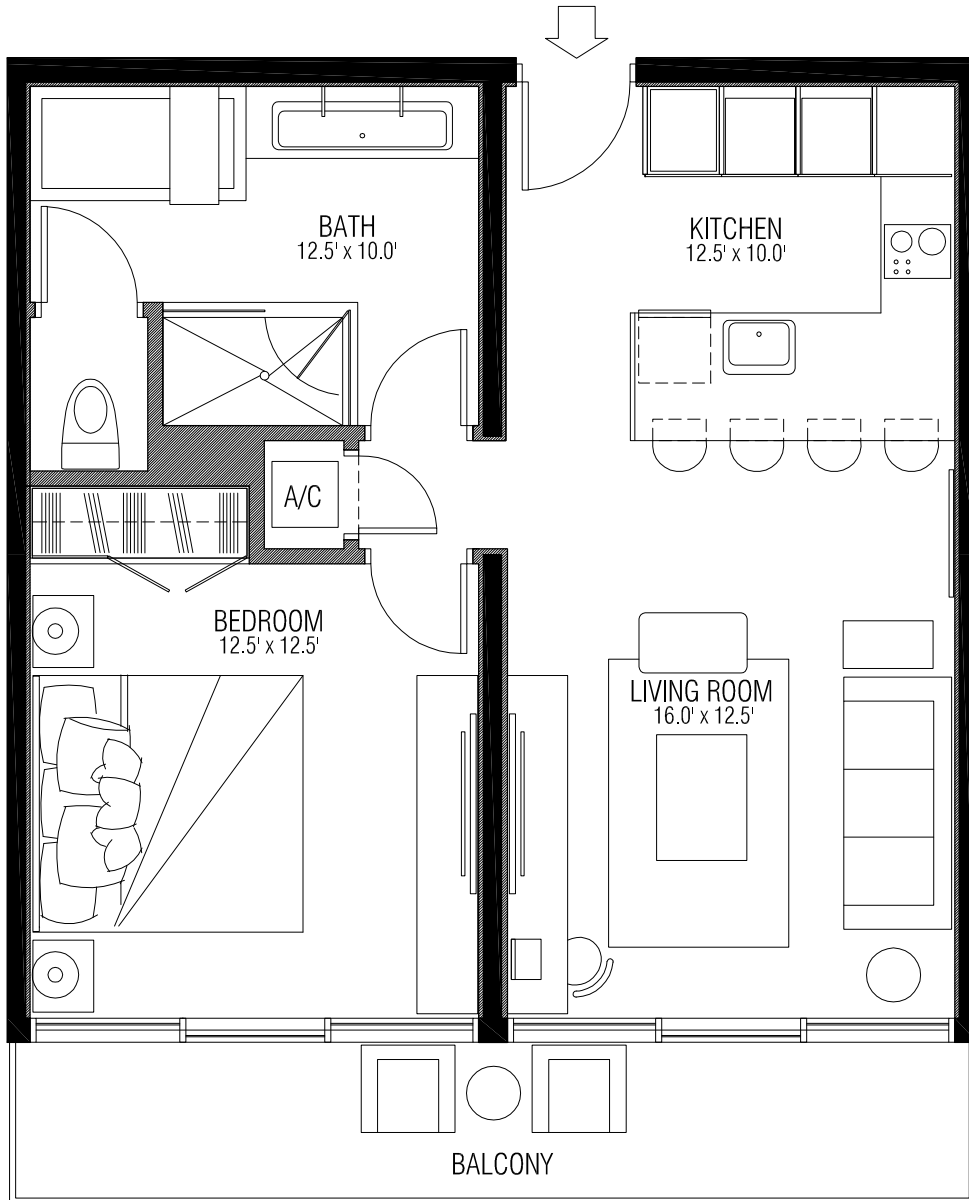 BATH
12.5' x 10.0'
KITCHEN
12.5' x 10.0'
A/C
BEDROOM
12.5' x 12.5'
LIVING ROOM
16.0' x 12.5'
BALCONY